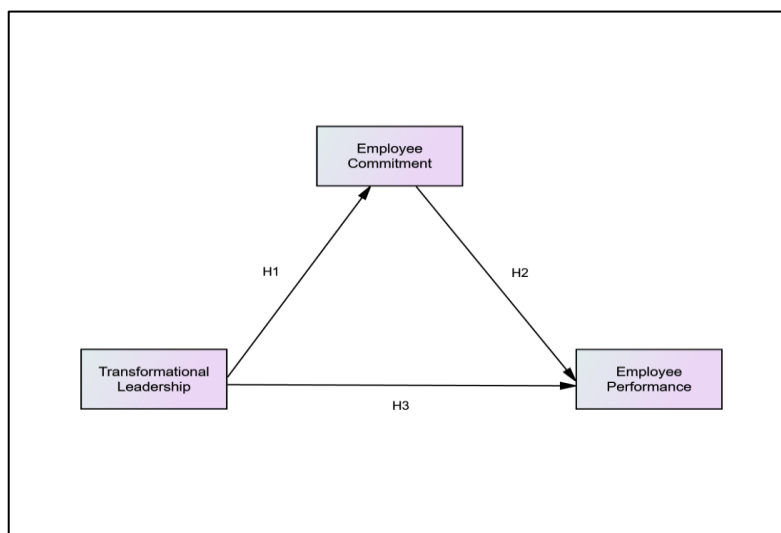 Employee
Commitment
H1
H2
Transformational
Leadership
Employee
Performance
H3